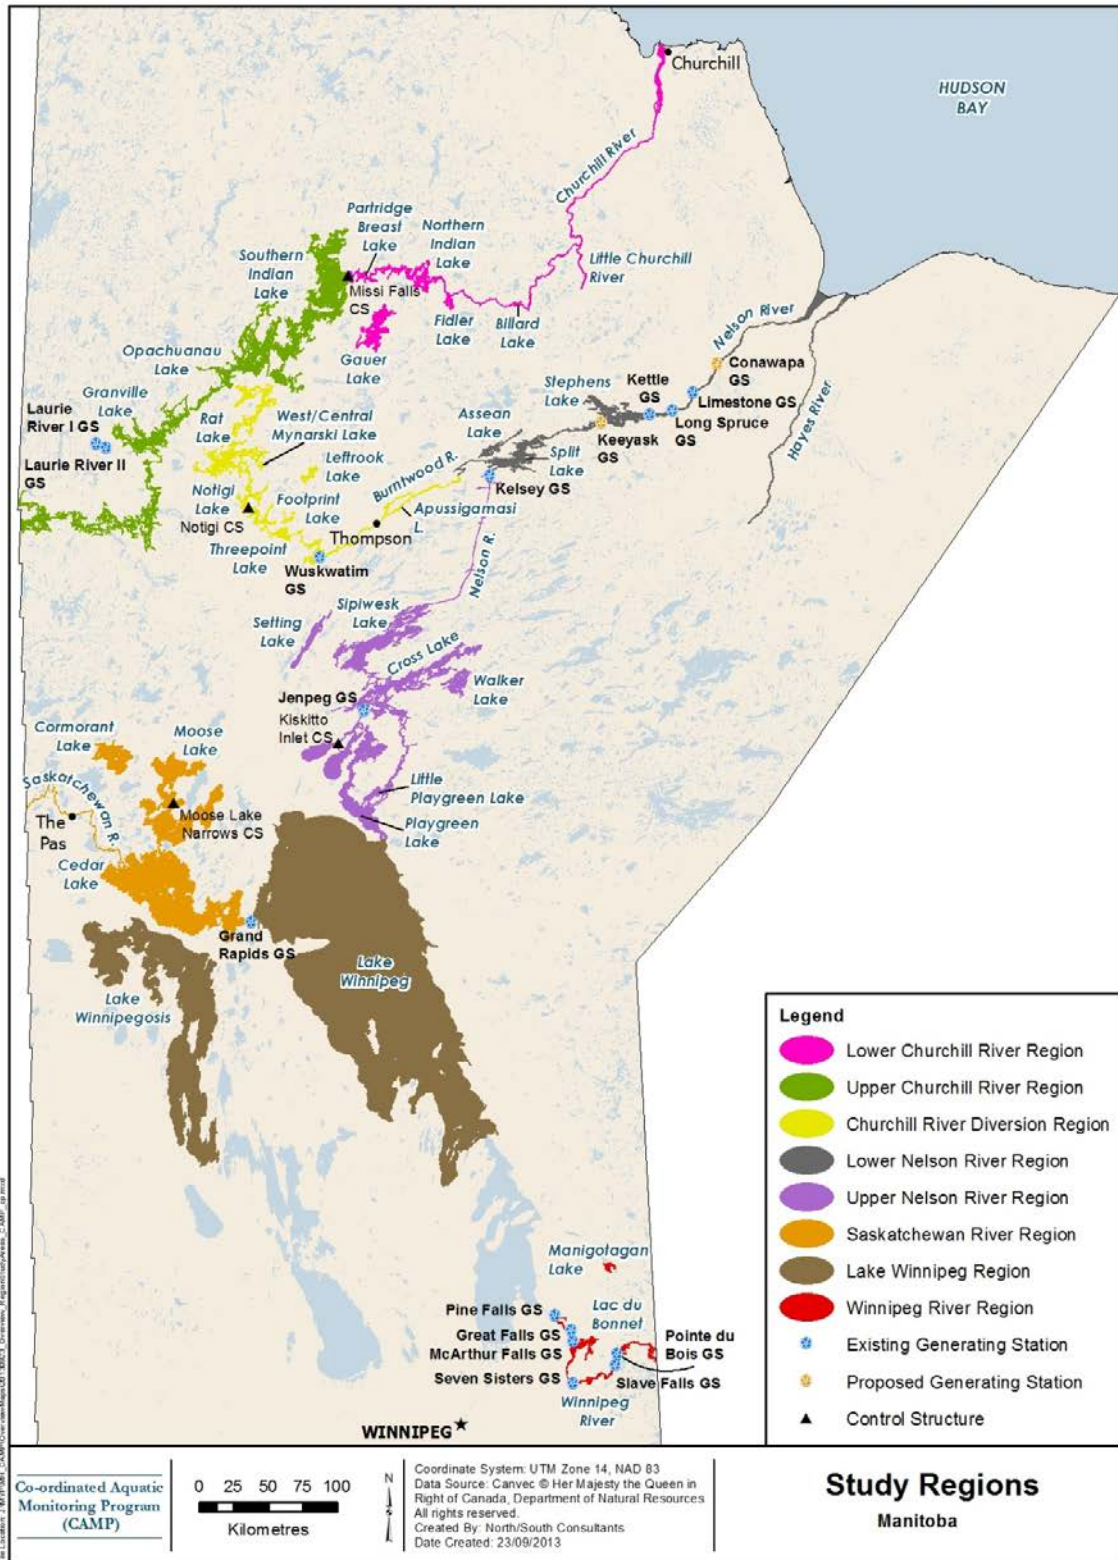 Churchill
HUDSON
BAY
Churchill River
Partridge
Breast
Lake
Northern
Indian
Lake
Southern
Indian
Lake
Little Churchill
River
Missi Falls
CS
Fidler
Lake
Billard
Lake
Gauer
Lake
Nelson River
Opachuanau
Lake
Granville
Lake
Laurie
River I GS
Laurie River II
GS
Rat
Lake
West/Central
Mynarski Lake
Leftrook
Lake
Notigi
Lake
Notigi CS
Footprint
Lake
Threepoint
Lake
Wuskwatim
GS
Burntwood R.
Thompson
Apussigamasi
L.
Assean
Lake
Stephens
Lake
Kettle
GS
Conawapa
GS
Limestone GS
Long Spruce
GS
Keeyask
GS
Split
Lake
Kelsey GS
Hayes River
Nelson R.
Setting
Lake
Sipiwesk
Lake
Cross Lake
Walker
Lake
Jenpeg GS
Kiskitto
Inlet CS
Little
Playgreen Lake
Playgreen
Lake
Cormorant
Lake
Moose
Lake
Saskatchewan R.
The
Pas
Moose Lake
Narrows CS
Cedar
Lake
Grand
Rapids GS
Lake
Winnipeg
Lake
Winnipegosis
Manigotagan
Lake
Pine Falls GS
Lac du
Bonnet
Great Falls GS
McArthur Falls GS
Pointe du
Bois GS
Seven Sisters GS
Slave Falls GS
Winnipeg
River
WINNIPEG
Legend
Lower Churchill River Region
Upper Churchill River Region
Churchill River Diversion Region
Lower Nelson River Region
Upper Nelson River Region
Saskatchewan River Region
Lake Winnipeg Region
Winnipeg River Region
Existing Generating Station
Proposed Generating Station
Control Structure
Co-ordinated Aquatic
Monitoring Program
(CAMP)
0 25 50 75 100
Kilometres
N
Coordinate System: UTM Zone 14, NAD 83
Data Source: Canvec © Her Majesty the Queen in
Right of Canada, Department of Natural Resources
All rights reserved.
Created By: North/South Consultants
Date Created: 23/09/2013
Study Regions
Manitoba